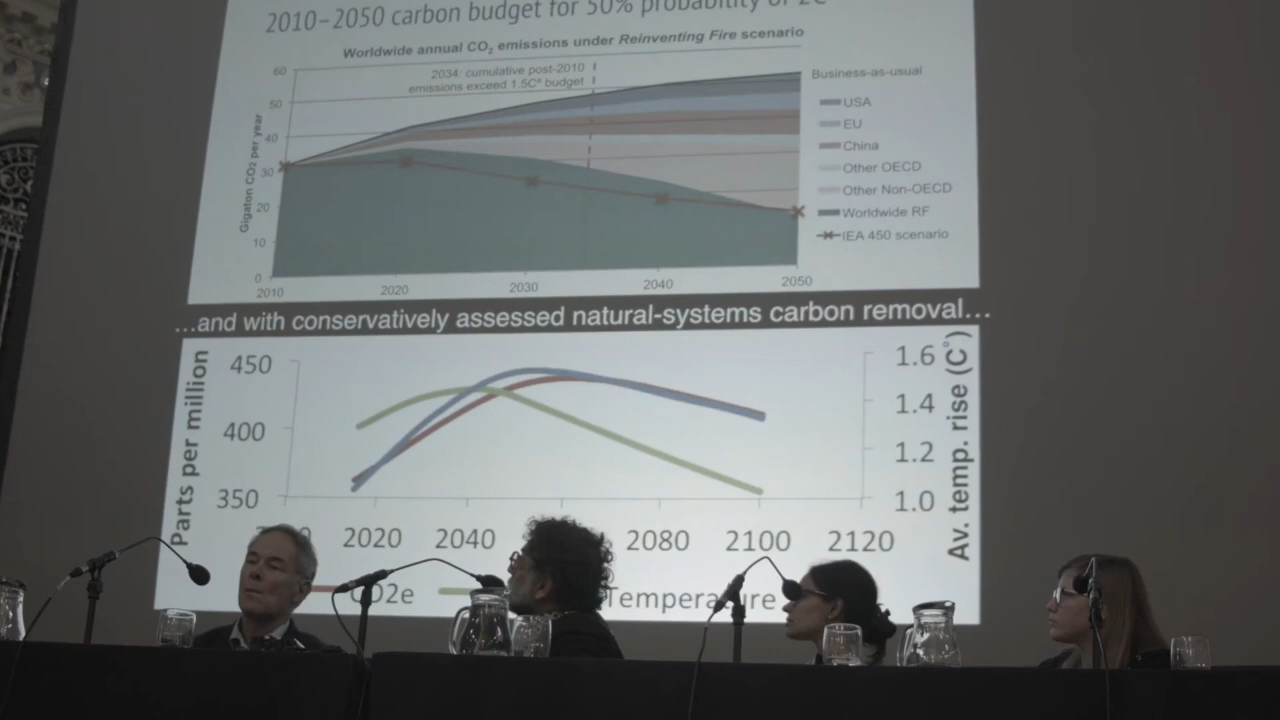 2010–2050 carbon budget for 50% probability of 2C
Worldwide annual CO₂ emissions under Reinventing Fire scenario
60
50
40
30
20
10
0
Gigaton CO2 per year
2034: cumulative post-2010
emissions exceed 1.5C° budget
2010
2020
2030
2040
2050
Business-as-usual
USA
EU
China
Other OECD
Other Non-OECD
Worldwide RF
IEA 450 scenario
...and with conservatively assessed natural-systems carbon removal...
Parts per million
450
400
350
1.6
1.4
1.2
1.0
Av. temp. rise (C°)
2020
2040
2080
2100
2120
CO2e
Temperature